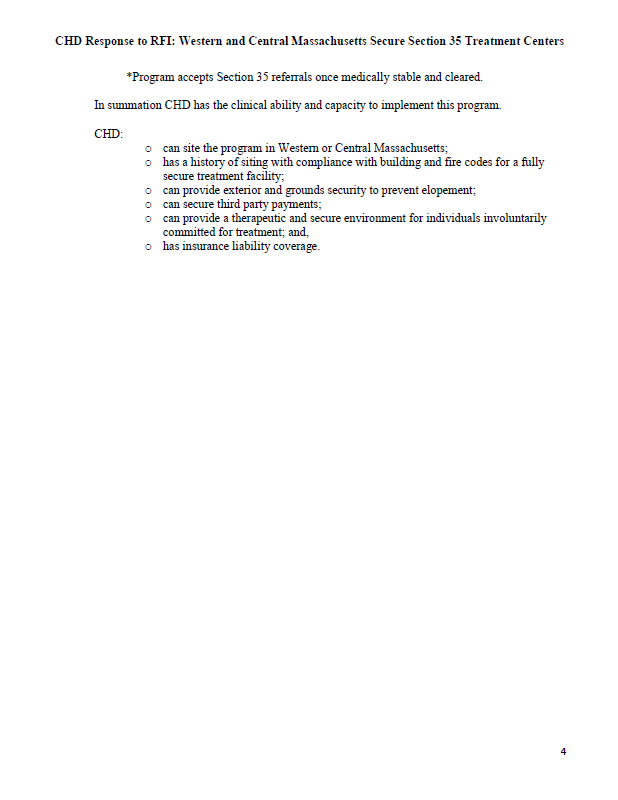 CHD Response to RFI: Western and Central Massachusetts Secure Section 35 Treatment Centers
*Program accepts Section 35 referrals once medically stable and cleared.
In summation CHD has the clinical ability and capacity to implement this program.
CHD:
o can site the program in Western or Central Massachusetts;
o has a history of siting with compliance with building and fire codes for a fully
secure treatment facility;
o can provide exterior and grounds security to prevent elopement;
o can secure third party payments;
o can provide a therapeutic and secure environment for individuals involuntarily
committed for treatment; and,
o has insurance liability coverage.
4